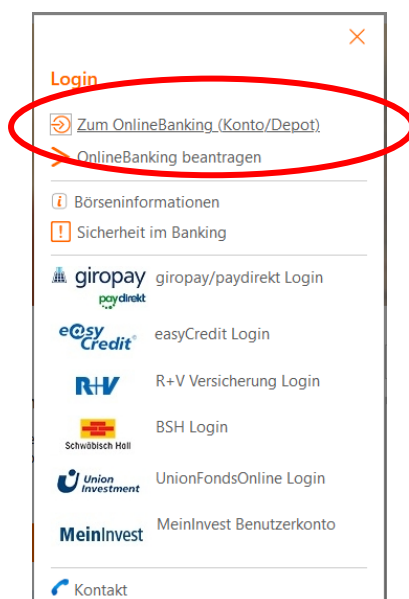 Login
Zum OnlineBanking (Konto/Depot)
OnlineBanking beantragen
Börseninformationen
Sicherheit im Banking
giropay giropay/paydirekt Login
paydirekt
easyCredit easyCredit Login
R+V R+V Versicherung Login
Schwäbisch Hall BSH Login
Union Investment UnionFondsOnline Login
MeinInvest MeinInvest Benutzerkonto
Kontakt